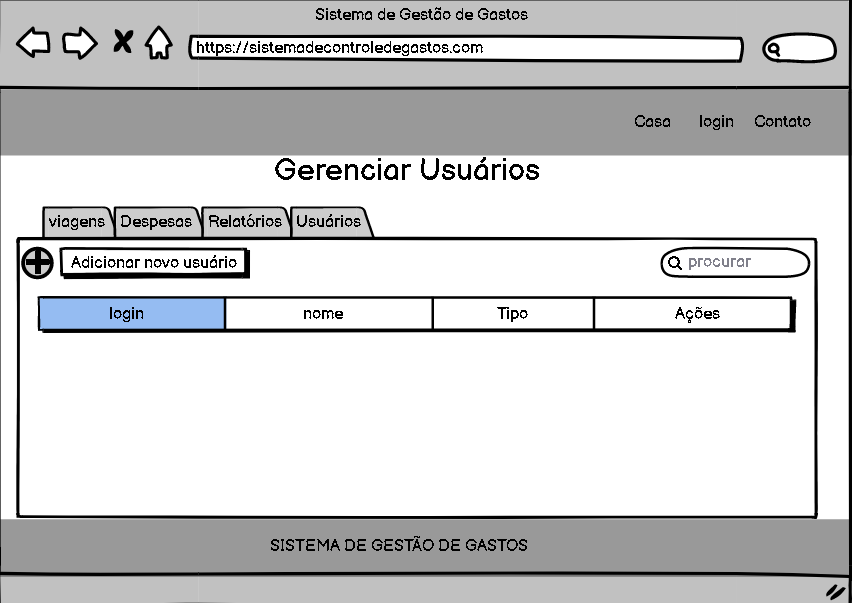 Sistema de Gestão de Gastos
https://sistemadecontroledegastos.com
Casa login Contato
Gerenciar Usuários
viagens Despesas Relatórios Usuários
Adicionar novo usuário procurar
login nome Tipo Ações
SISTEMA DE GESTÃO DE GASTOS